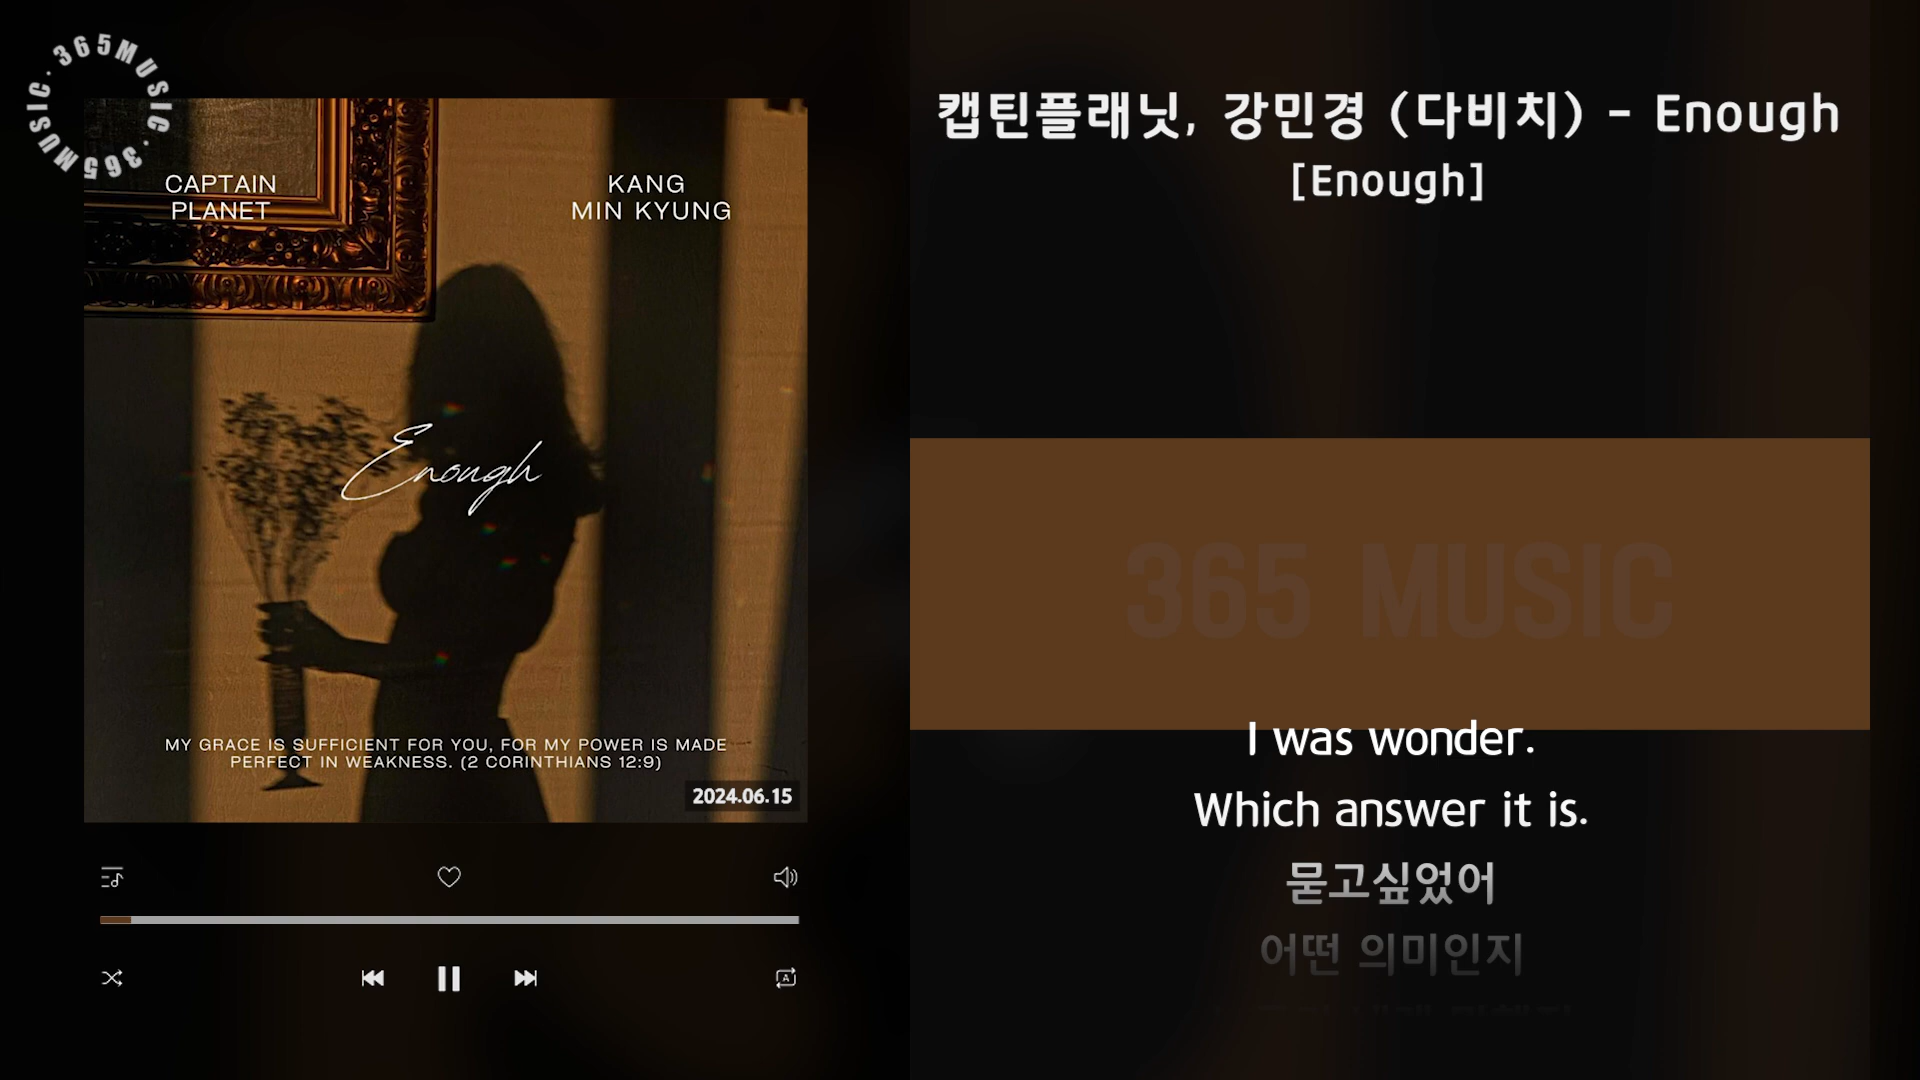 365MUSIC · 365MUSIC ·
CAPTAIN
PLANET
KANG
MIN KYUNG
Enough
MY GRACE IS SUFFICIENT FOR YOU, FOR MY POWER IS MADE
PERFECT IN WEAKNESS. (2 CORINTHIANS 12:9)
2024.06.15
캡틴플래닛, 강민경 (다비치) - Enough
[Enough]
365 MUSIC
I was wonder.
Which answer it is.
묻고싶었어
어떤 의미인지